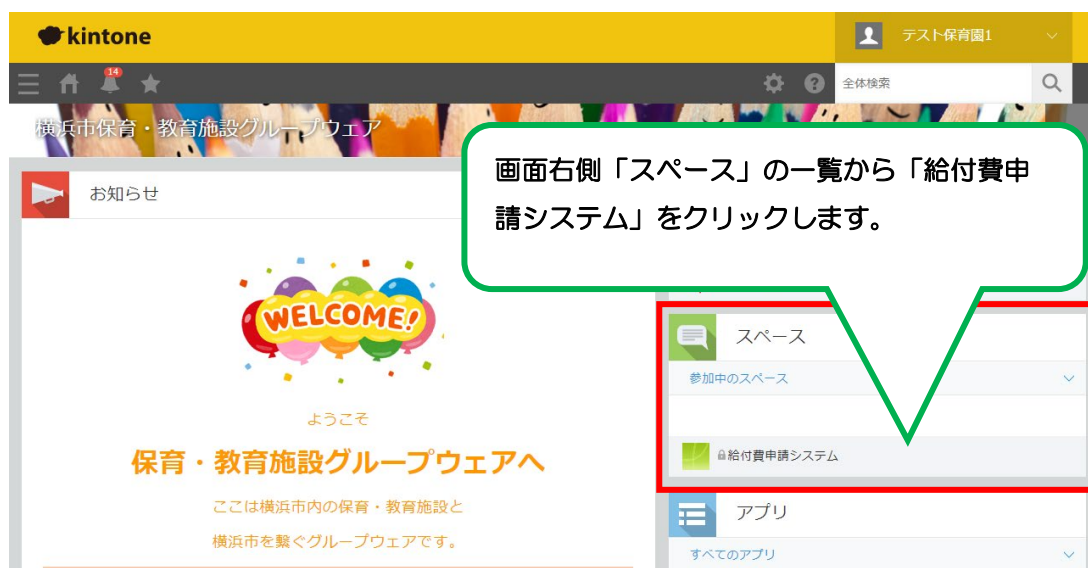 kintone
テスト保育園1
14
全体検索
横浜市保育・教育施設グループウェア
画面右側「スペース」の一覧から「給付費申
請システム」をクリックします。
お知らせ
WELCOME!
ようこそ
保育・教育施設グループウェアへ
ここは横浜市内の保育・教育施設と
横浜市を繋ぐグループウェアです。
スペース
参加中のスペース
給付費申請システム
アプリ
すべてのアプリ